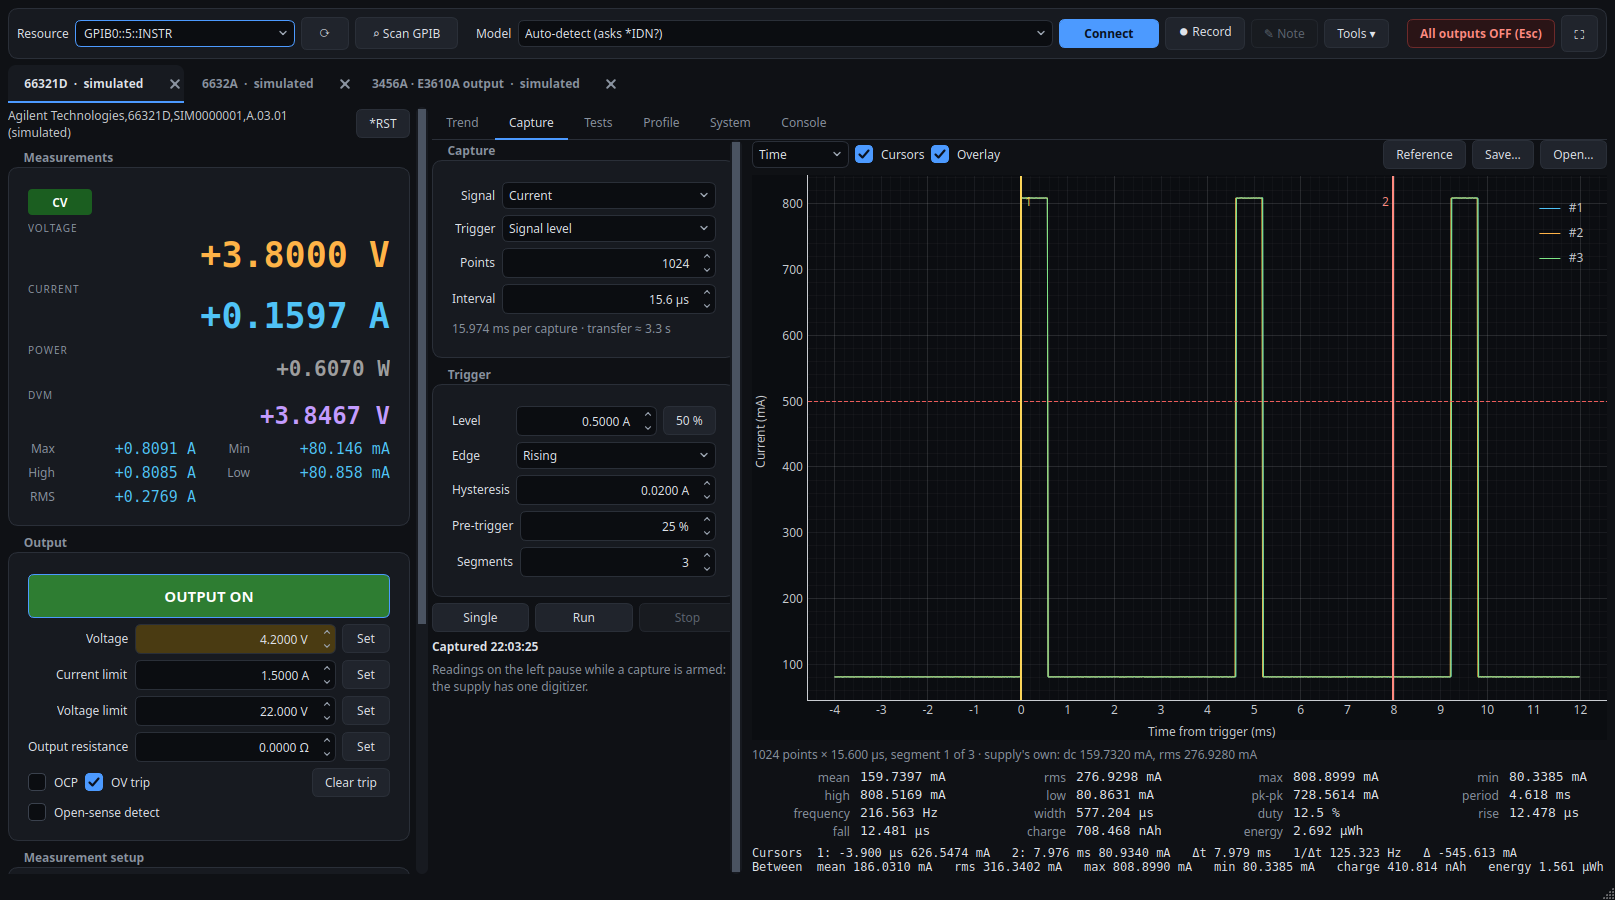 Resource GPIB0::5::INSTR ⟳ ⌕ Scan GPIB Model Auto-detect (asks *IDN?) Connect ● Record ✎ Note Tools ▾ All outputs OFF (Esc)
66321D · simulated ✕ 6632A · simulated ✕ 3456A · E3610A output · simulated ✕
Agilent Technologies,66321D,SIM0000001,A.03.01
(simulated)
*RST
Measurements
CV
VOLTAGE
+3.8000 V
CURRENT
+0.1597 A
POWER
+0.6070 W
DVM
+3.8467 V
Max +0.8091 A Min +80.146 mA
High +0.8085 A Low +80.858 mA
RMS +0.2769 A
Output
OUTPUT ON
Voltage 4.2000 V Set
Current limit 1.5000 A Set
Voltage limit 22.000 V Set
Output resistance 0.0000 Ω Set
OCP OV trip Clear trip
Open-sense detect
Measurement setup
Trend Capture Tests Profile System Console
Capture
Signal Current
Trigger Signal level
Points 1024
Interval 15.6 µs
15.974 ms per capture · transfer ≈ 3.3 s
Trigger
Level 0.5000 A 50 %
Edge Rising
Hysteresis 0.0200 A
Pre-trigger 25 %
Segments 3
Single Run Stop
Captured 22:03:25
Readings on the left pause while a capture is armed:
the supply has one digitizer.
Time Cursors Overlay Reference Save... Open...
1 2
#1
#2
#3
Current (mA)
800
700
600
500
400
300
200
100
-4 -3 -2 -1 0 1 2 3 4 5 6 7 8 9 10 11 12
Time from trigger (ms)
1024 points × 15.600 µs, segment 1 of 3 · supply's own: dc 159.7320 mA, rms 276.9280 mA
mean 159.7397 mA rms 276.9298 mA max 808.8999 mA min 80.3385 mA
high 808.5169 mA low 80.8631 mA pk-pk 728.5614 mA period 4.618 ms
frequency 216.563 Hz width 577.204 µs duty 12.5 % rise 12.478 µs
fall 12.481 µs charge 708.468 nAh energy 2.692 µWh
Cursors 1: -3.900 µs 626.5474 mA 2: 7.976 ms 80.9340 mA Δt 7.979 ms 1/Δt 125.323 Hz Δ -545.613 mA
Between mean 186.0310 mA rms 316.3402 mA max 808.8990 mA min 80.3385 mA charge 410.814 nAh energy 1.561 µWh